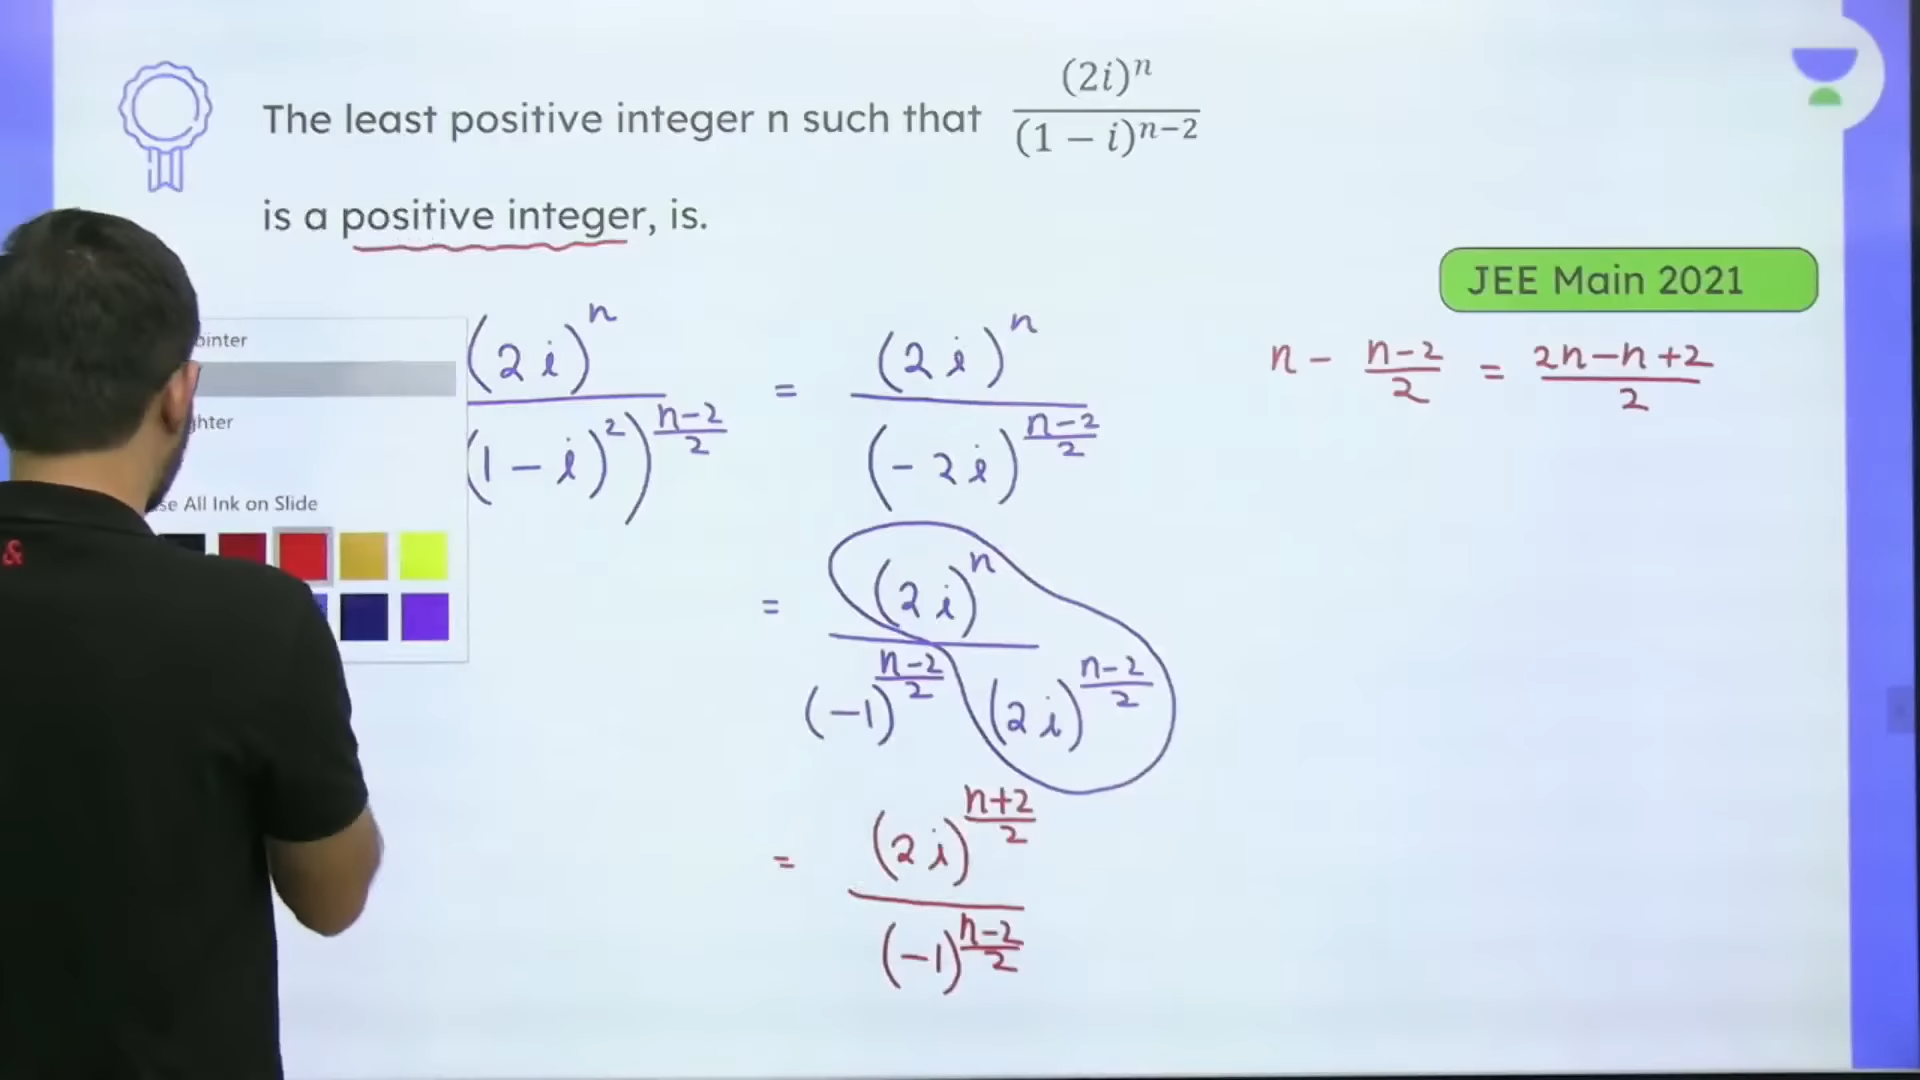 The least positive integer n such that (2i)^n / (1 − i)^{n−2}
is a positive integer, is.
JEE Main 2021
(2i)^n / (1−i)^2)^{(n−2)/2} = (2i)^n / (−2i)^{(n−2)/2}
n − (n−2)/2 = (2n−n+2)/2
= (2i)^n / (−1)^{(n−2)/2} (2i)^{(n−2)/2}
= (2i)^{(n+2)/2} / (−1)^{(n−2)/2}
ointer
ghter
se All Ink on Slide
&